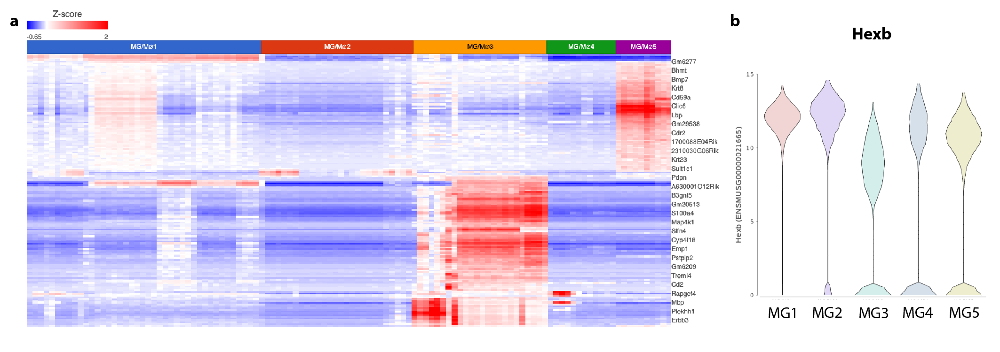 a
Z-score
-0.65 2
MG/MØ1 MG/MØ2 MG/MØ3 MG/MØ4 MG/MØ5
Gm6277
Bhmt
Bmp7
Krt8
Cd59a
Clic6
Lbp
Gm29538
Cdr2
1700088E04Rik
2310030G06Rik
Krt23
Sult1c1
Pdpn
A630001O12Rik
B3gnt5
Gm20513
S100a4
Map4k1
Slfn4
Cyp4f18
Emp1
Pstpip2
Gm6209
Treml4
Cd2
Rapgef4
Mbp
Plekhh1
Erbb3
b
Hexb
Hexb (ENSMUSG00000021665)
15
10
5
0
MG1 MG2 MG3 MG4 MG5